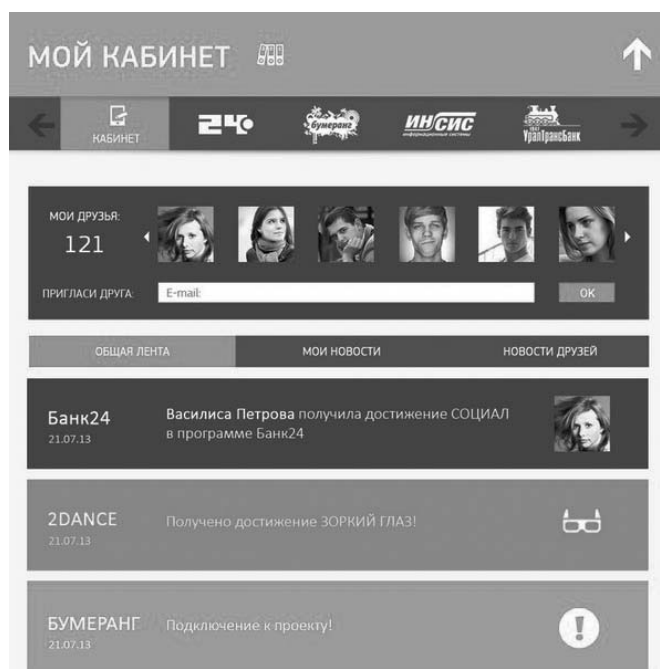 МОЙ КАБИНЕТ
КАБИНЕТ
24
бумеранг
ИНСИС
информационные системы
УралТрансБанк
МОИ ДРУЗЬЯ:
121
ПРИГЛАСИ ДРУГА:
E-mail:
OK
ОБЩАЯ ЛЕНТА
МОИ НОВОСТИ
НОВОСТИ ДРУЗЕЙ
Банк24
21.07.13
Василиса Петрова получила достижение СОЦИАЛ
в программе Банк24
2DANCE
21.07.13
Получено достижение ЗОРКИЙ ГЛАЗ!
БУМЕРАНГ
21.07.13
Подключение к проекту!